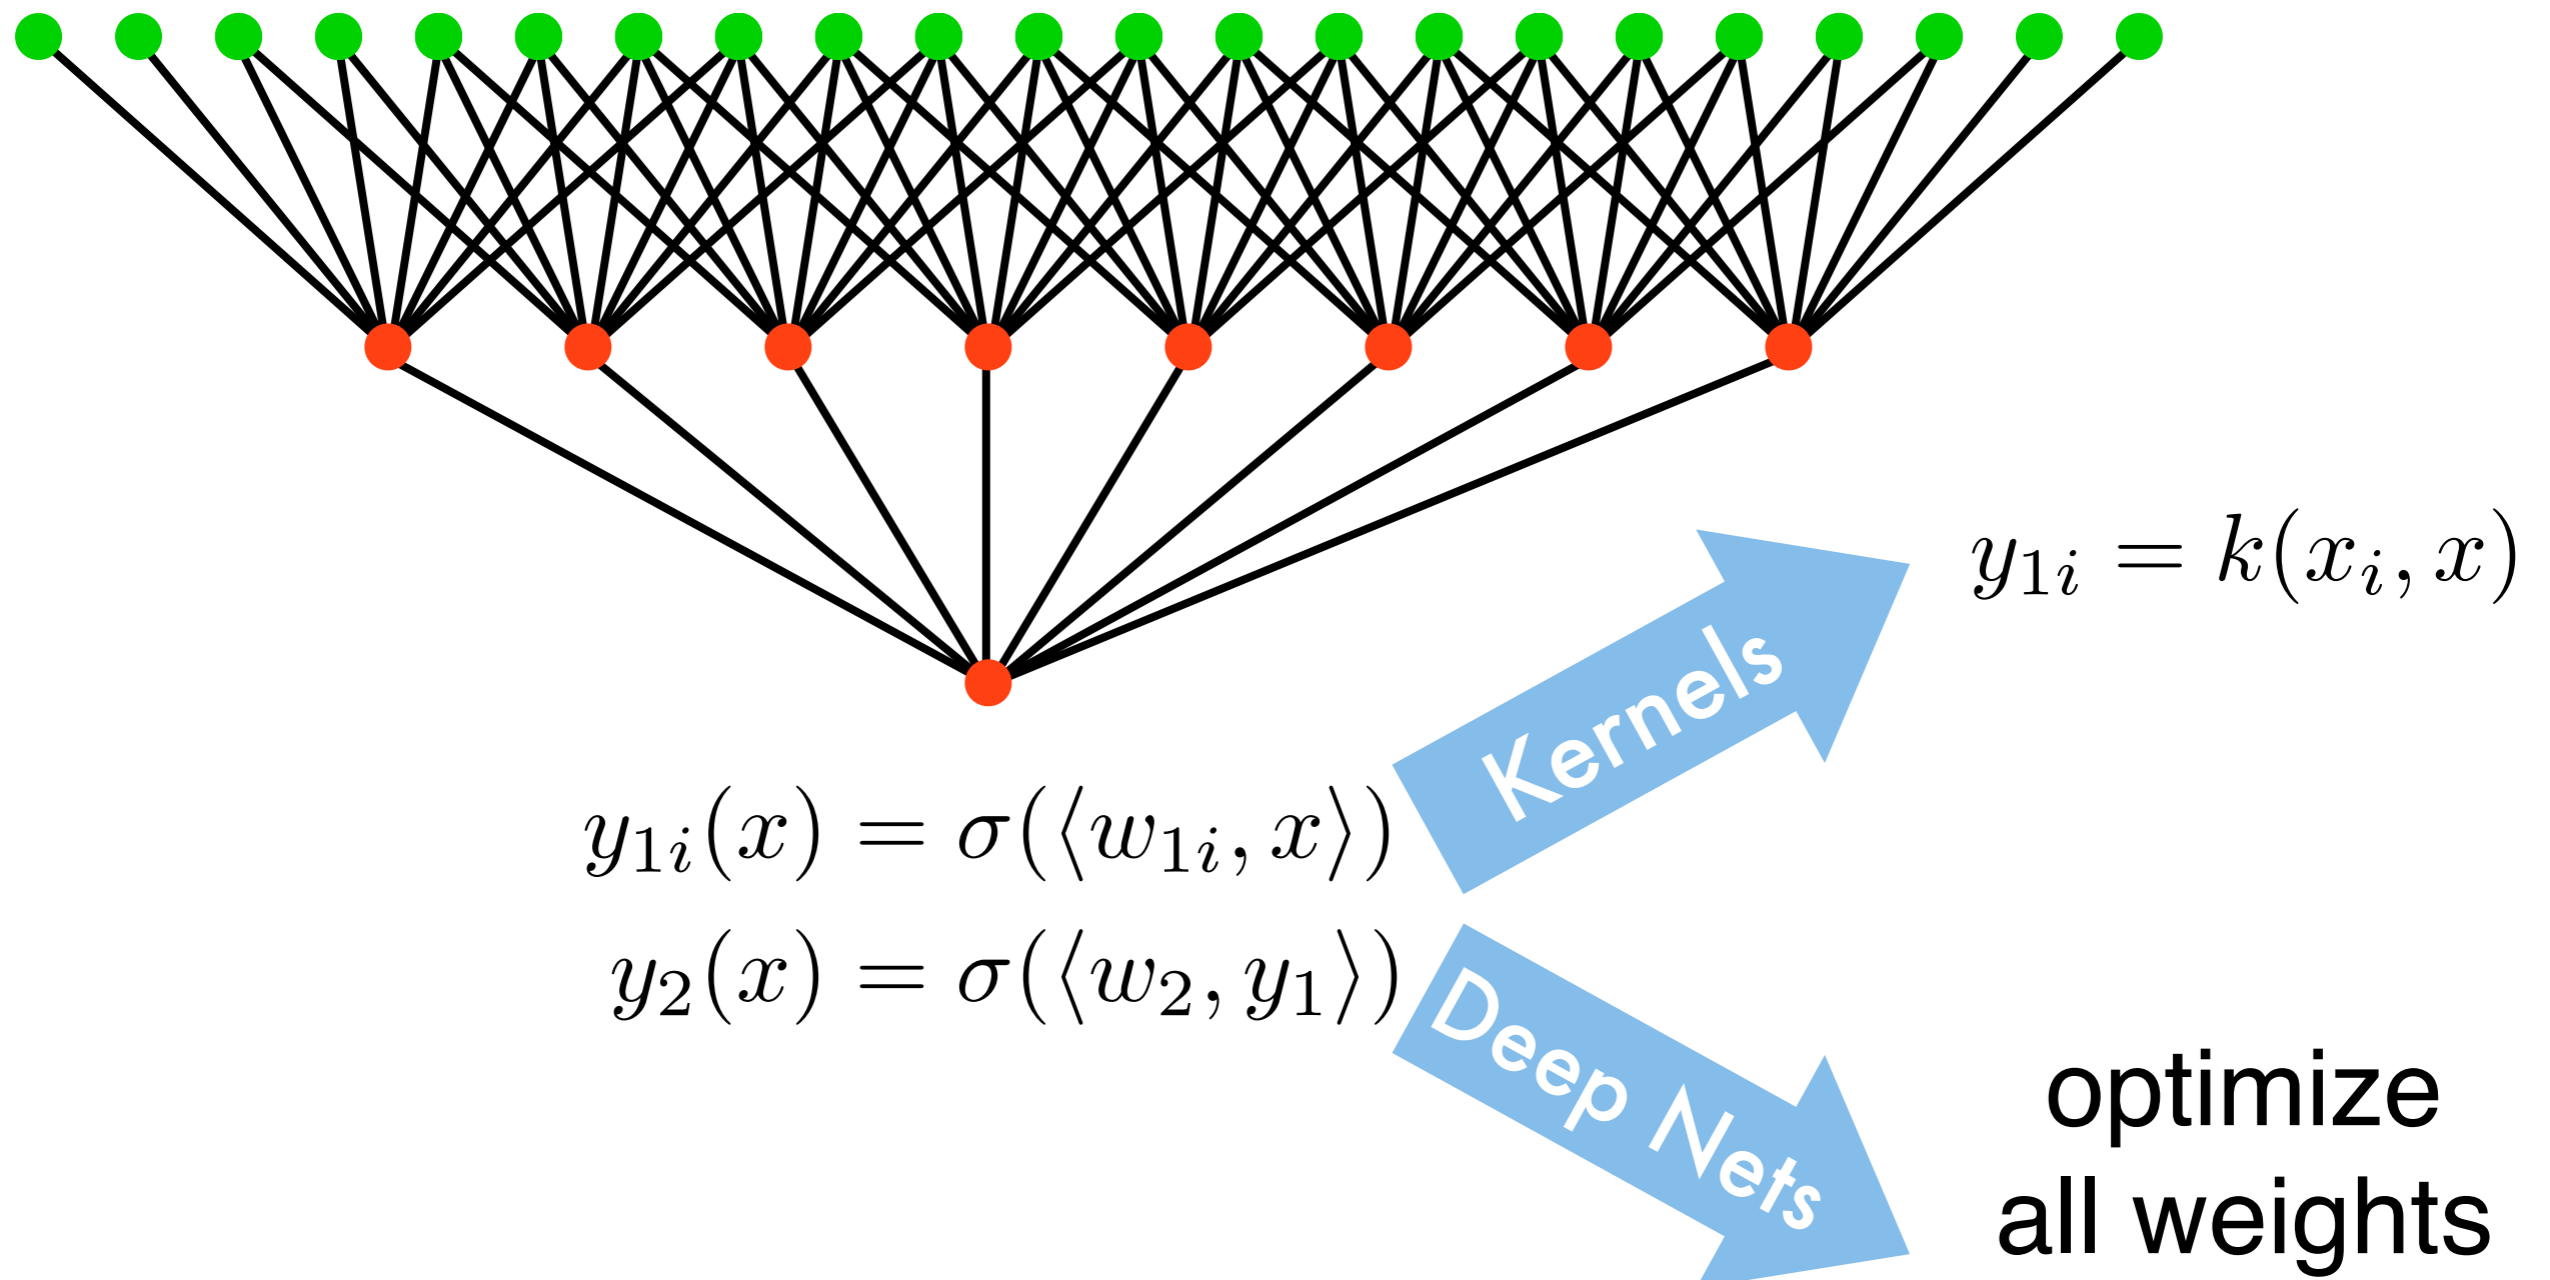 y₁ᵢ = k(xᵢ, x)
Kernels
y₁ᵢ(x) = σ(⟨w₁ᵢ, x⟩)
y₂(x) = σ(⟨w₂, y₁⟩)
Deep Nets
optimize
all weights